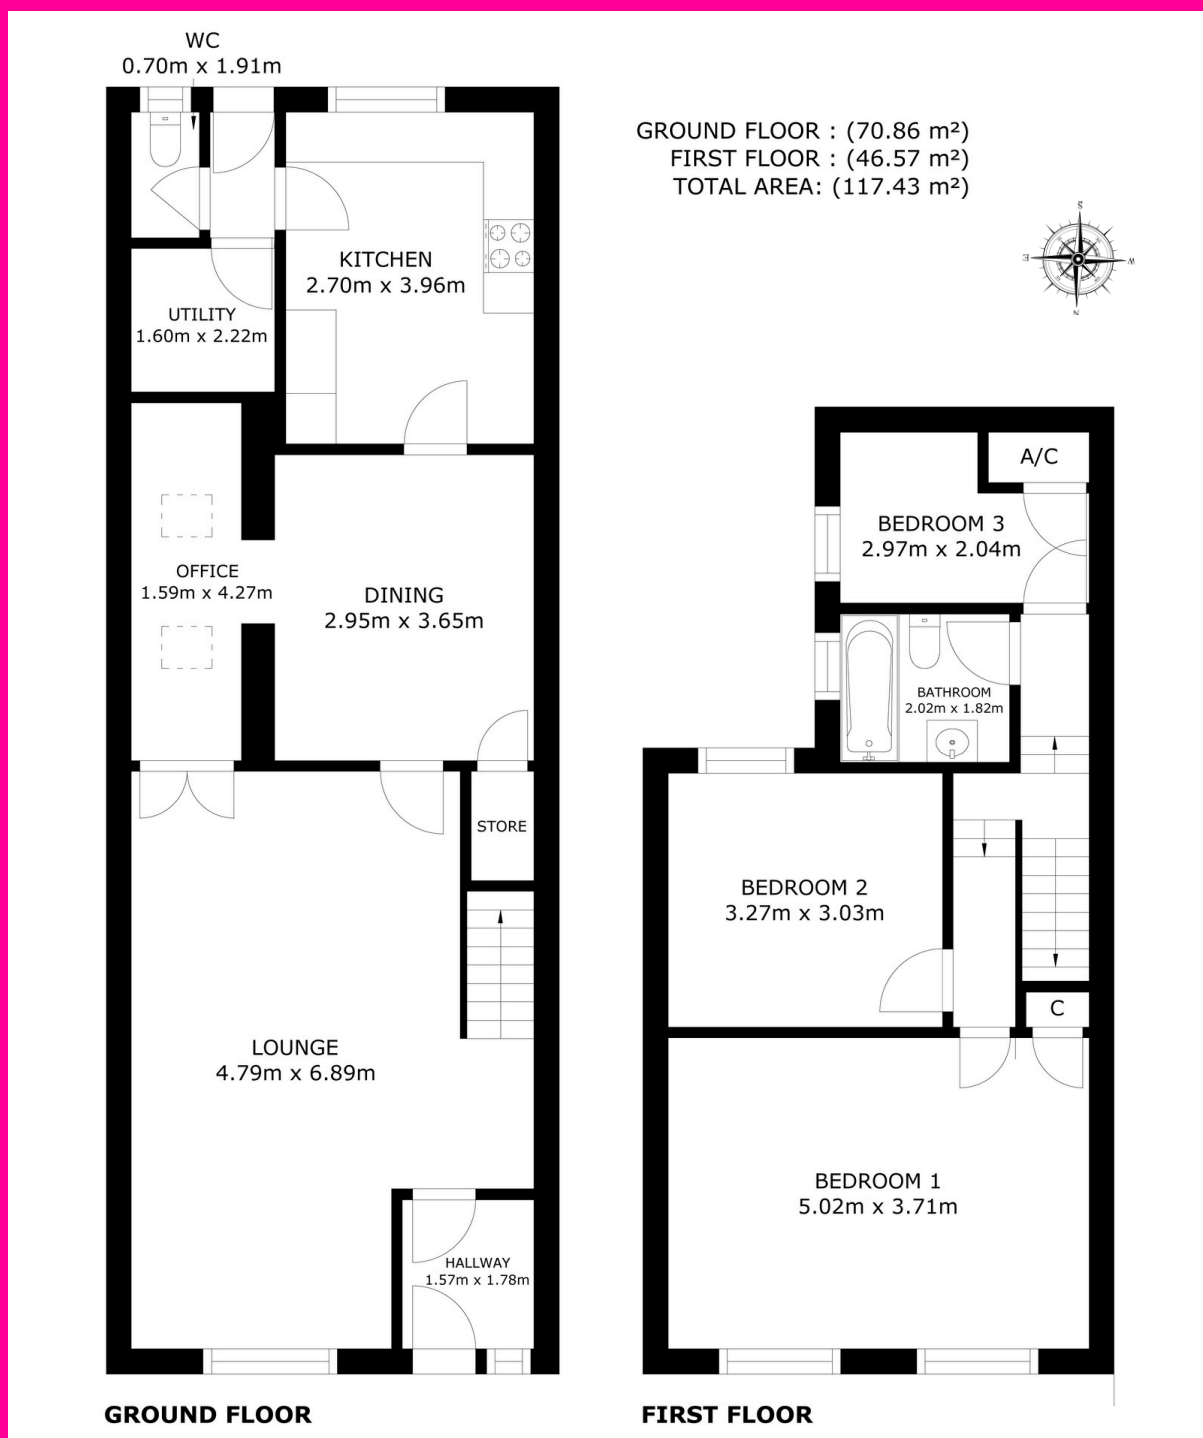 WC
0.70m x 1.91m
GROUND FLOOR : (70.86 m²)
FIRST FLOOR : (46.57 m²)
TOTAL AREA: (117.43 m²)
S
E
W
N
KITCHEN
2.70m x 3.96m
UTILITY
1.60m x 2.22m
OFFICE
1.59m x 4.27m
DINING
2.95m x 3.65m
STORE
LOUNGE
4.79m x 6.89m
HALLWAY
1.57m x 1.78m
GROUND FLOOR
A/C
BEDROOM 3
2.97m x 2.04m
BATHROOM
2.02m x 1.82m
BEDROOM 2
3.27m x 3.03m
C
BEDROOM 1
5.02m x 3.71m
FIRST FLOOR